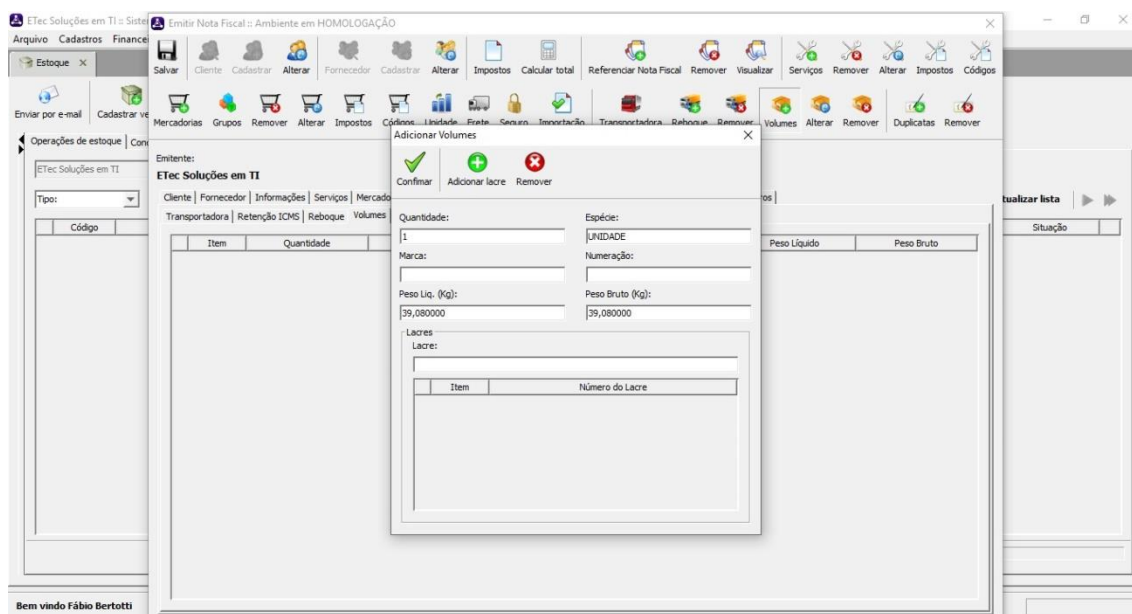 ETec Soluções em TI :: Siste
Emitir Nota Fiscal :: Ambiente em HOMOLOGAÇÃO
Arquivo Cadastros Financei
Estoque
Salvar Cliente Cadastrar Alterar Fornecedor Cadastrar Alterar Impostos Calcular total Referenciar Nota Fiscal Remover Visualizar Serviços Remover Alterar Impostos Códigos
Enviar por e-mail Cadastrar ve
Mercadorias Grupos Remover Alterar Impostos Códigos Unidade Frete Seguro Importação Transportadora Reboque Remover Volumes Alterar Remover Duplicatas Remover
Adicionar Volumes
Operações de estoque Con
Emitente:
ETec Soluções em TI
ETec Soluções em TI
Confirmar Adicionar lacre Remover
Cliente Fornecedor Informações Serviços Mercado ros
Tipo:
tualizar lista
Transportadora Retenção ICMS Reboque Volumes
Quantidade: Espécie:
Código Situação
1 UNIDADE
Item Quantidade Peso Líquido Peso Bruto
Marca: Numeração:
Peso Liq. (Kg): Peso Bruto (Kg):
39,080000 39,080000
Lacres
Lacre:
Item Número do Lacre
Bem vindo Fábio Bertotti